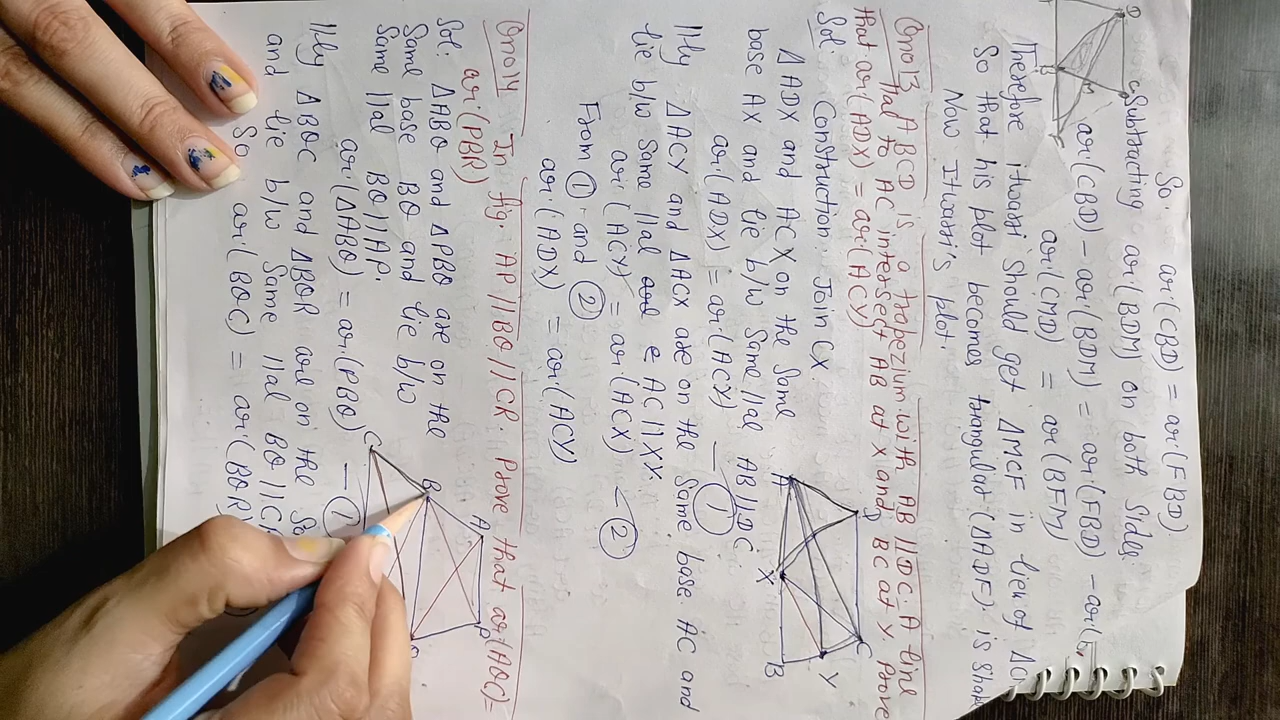 So ar(CBD) = ar(FBD)
Subtracting ar(BDM) on both Sides
ar(CBD) - ar(BDM) = ar(FBD) - ar(
ar(CMD) = ar(BFM)
Therefore itwasi should get ΔMCF in lieu of
So that his plot becomes (ΔADF) is
Now Itwasi's plot.
Qno13 ABCD is a trapezium with AB||DC. A line
||al to AC intersect AB at X and BC at Y Prove
that ar(ADX) = ar(ACY)
Sol: Construction: Join CX.
ΔADX and ACX on the Same
base AX and lie b/w Same ||al AB||DC
ar(ADX) = ar(ACY) — ①
||ly ΔACY and ΔACX are on the Same base AC and
lie b/w Same ||al e AC||XY
ar(ACY) = ar(ACX) — ②
From ① and ②
ar(ADX) = ar(ACY)
Qno14 In fig. AP||BQ||CR. Prove that ar(AQC)=
ar(PBR)
Sol: ΔABQ and ΔPBQ are on the
Same base BQ and lie b/w
Same ||al BQ||AP.
ar(ΔABQ) = ar(PBQ) — ①
||ly ΔBQC and ΔBQR are on the
and lie b/w Same ||al BQ||CR
So ar(BQC) = ar(BQR)
D
C
M
B
F
A
D
X
C
B
Y
C
B
A
P